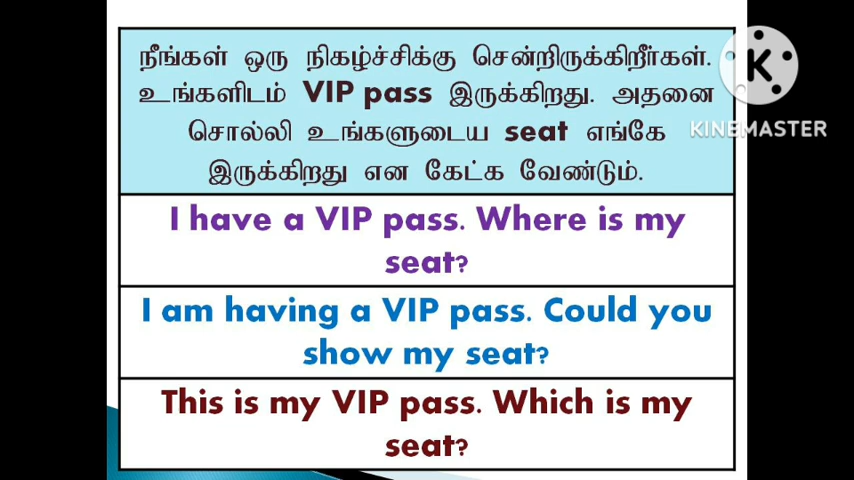 நீங்கள் ஒரு நிகழ்ச்சிக்கு சென்றிருக்கிறீர்கள்.
உங்களிடம் VIP pass இருக்கிறது. அதனை
சொல்லி உங்களுடைய seat எங்கே
இருக்கிறது என கேட்க வேண்டும்.
K
KINEMASTER
I have a VIP pass. Where is my
seat?
I am having a VIP pass. Could you
show my seat?
This is my VIP pass. Which is my
seat?